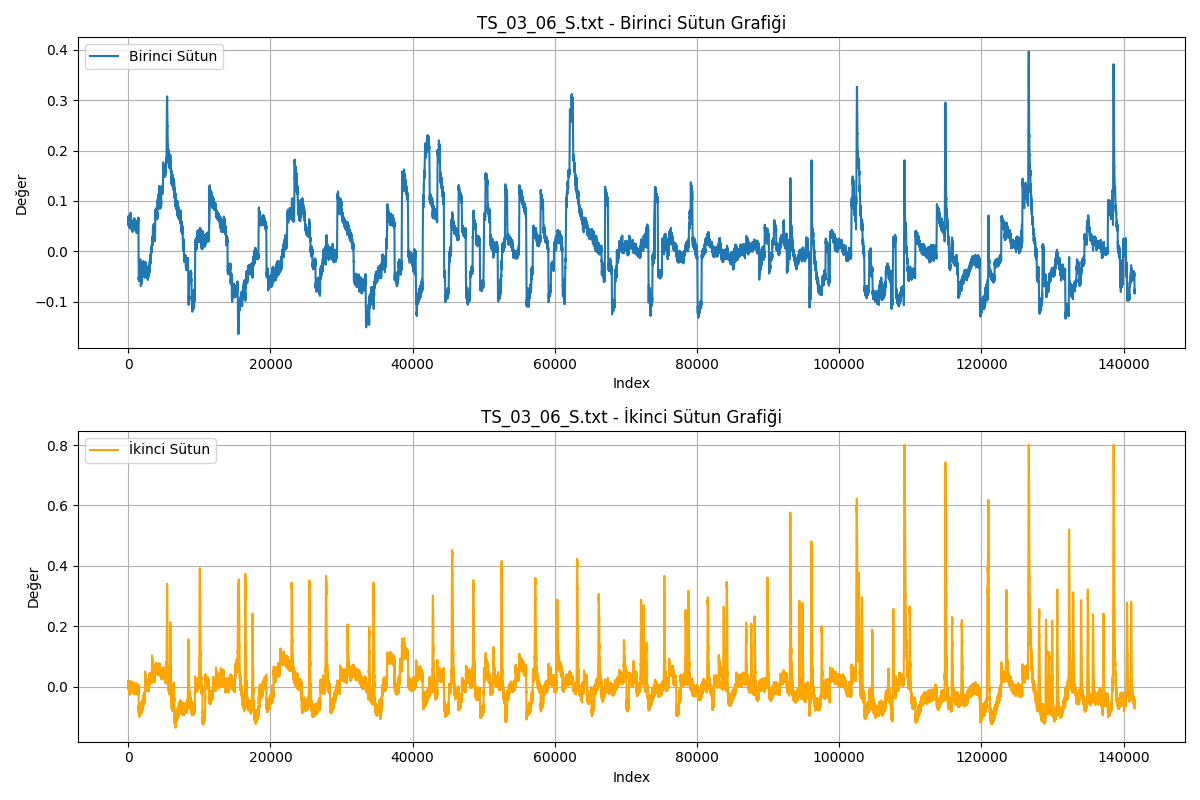 TS_03_06_S.txt - Birinci Sütun Grafiği
Birinci Sütun
0.4
0.3
0.2
0.1
0.0
−0.1
Değer
0 20000 40000 60000 80000 100000 120000 140000
Index
TS_03_06_S.txt - İkinci Sütun Grafiği
İkinci Sütun
0.8
0.6
0.4
0.2
0.0
Değer
0 20000 40000 60000 80000 100000 120000 140000
Index